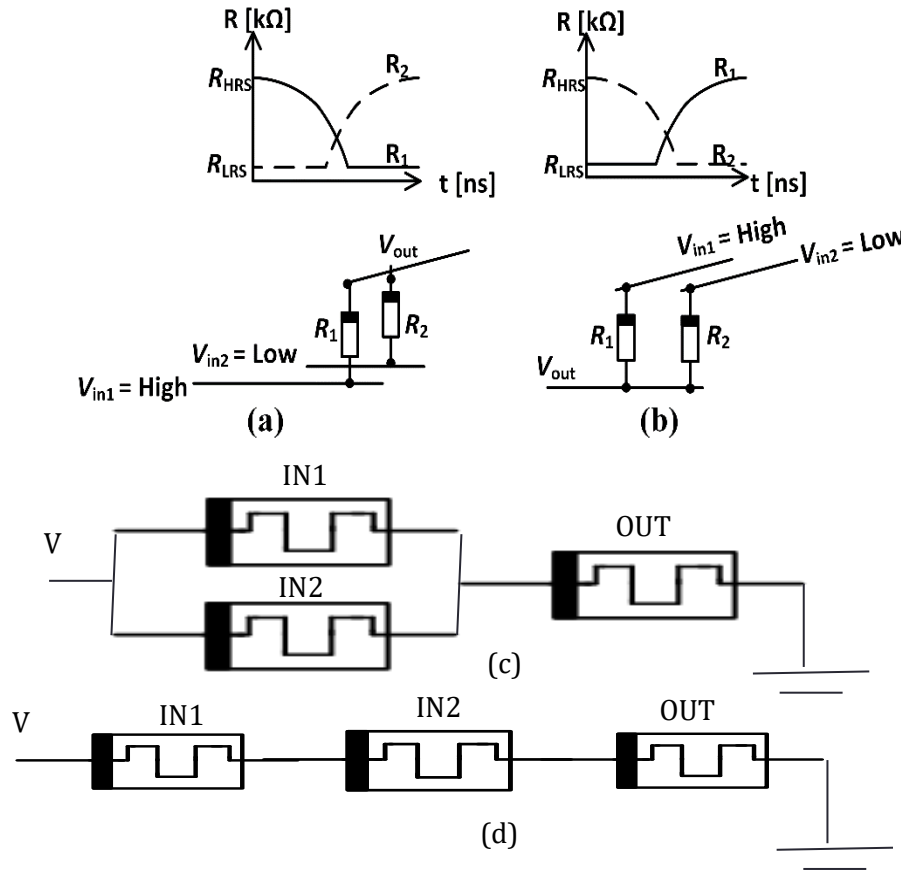 R [kΩ]
R [kΩ]
R_HRS
R_2
R_LRS
R_1
t [ns]
R_HRS
R_1
R_LRS
R_2
t [ns]
V_out
R_1
R_2
V_in2 = Low
V_in1 = High
(a)
V_in1 = High
V_in2 = Low
R_1
R_2
V_out
(b)
IN1
V
OUT
IN2
(c)
V
IN1
IN2
OUT
(d)